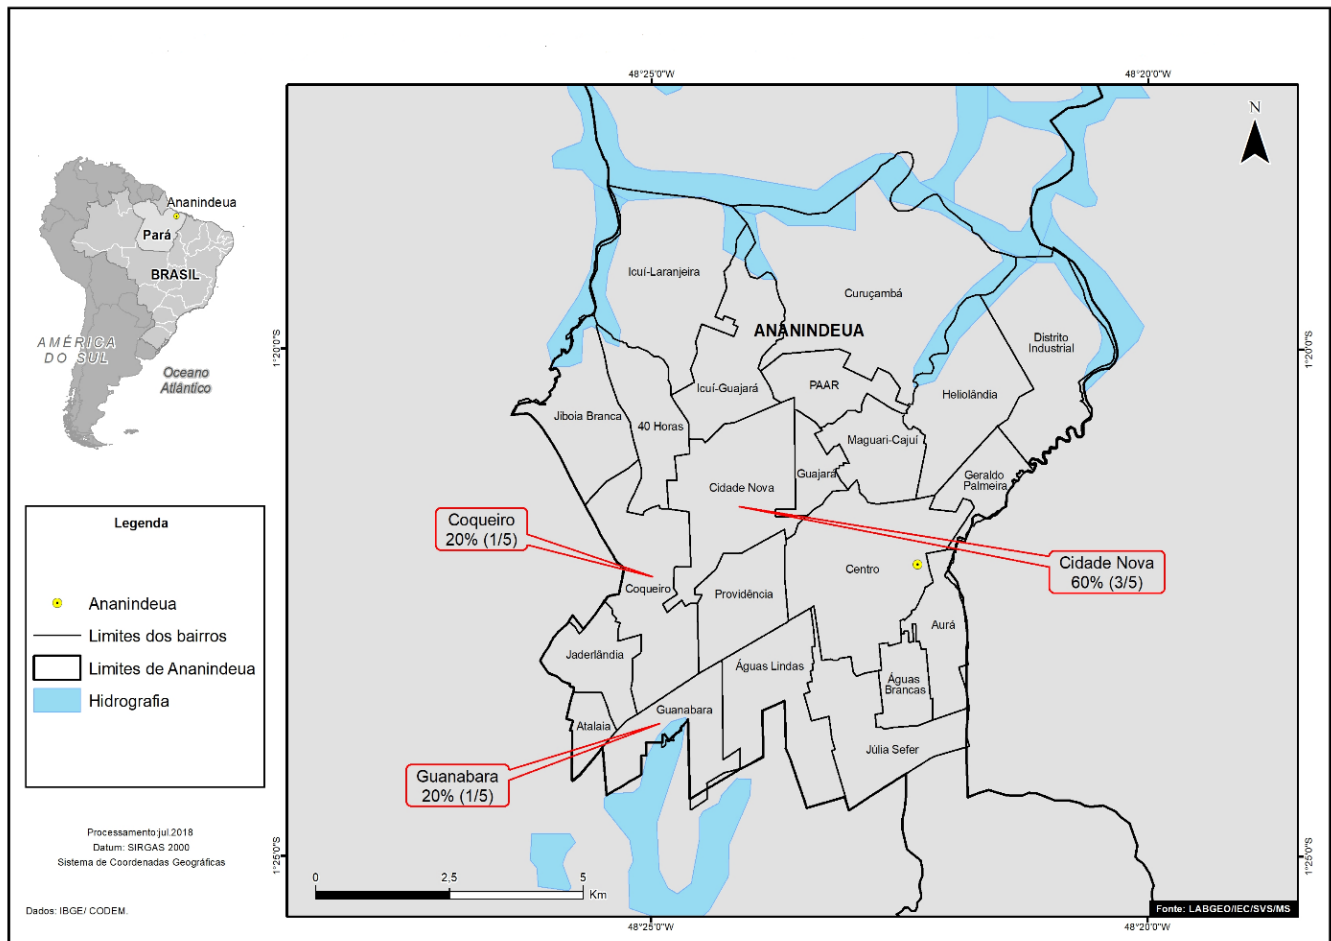 48°25'0"W
48°20'0"W
N
Ananindeua
Pará
BRASIL
AMÉRICA
DO SUL
Oceano
Atlântico
1°20'0"S
1°20'0"S
Icuí-Laranjeira
Curuçambá
ANANINDEUA
Distrito
Industrial
Icuí-Guajará
PAAR
Heliolândia
Jiboia Branca
40 Horas
Maguari-Cajuí
Guajará
Geraldo
Palmeira
Cidade Nova
Coqueiro
20% (1/5)
Cidade Nova
60% (3/5)
Centro
Coqueiro
Providência
Aurá
Jaderlândia
Águas Lindas
Águas
Brancas
Guanabara
Atalaia
Júlia Sefer
Guanabara
20% (1/5)
Legenda
Ananindeua
Limites dos bairros
Limites de Ananindeua
Hidrografia
Processamento:jul.2018
Datum: SIRGAS 2000
Sistema de Coordenadas Geográficas
Dados: IBGE/ CODEM.
1°25'0"S
1°25'0"S
0
2.5
5
Km
Fonte: LABGEO/IEC/SVS/MS
48°25'0"W
48°20'0"W